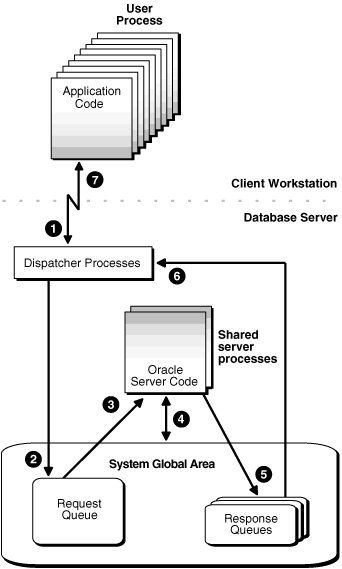 User
Process
Application
Code
7
Client Workstation
1
Database Server
Dispatcher Processes
6
Shared
server
processes
Oracle
Server Code
3
4
2
System Global Area
5
Request
Queue
Response
Queues